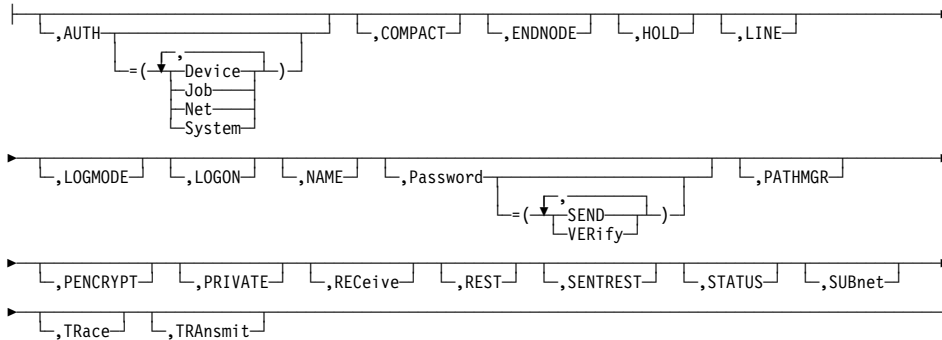 ,AUTH ,COMPACT ,ENDNODE ,HOLD ,LINE
,
=( Device )
Job
Net
System
,LOGMODE ,LOGON ,NAME ,Password ,PATHMGR
,
=( SEND )
VERify
,PENCRYPT ,PRIVATE ,RECeive ,REST ,SENTREST ,STATUS ,SUBnet
,TRace ,TRAnsmit